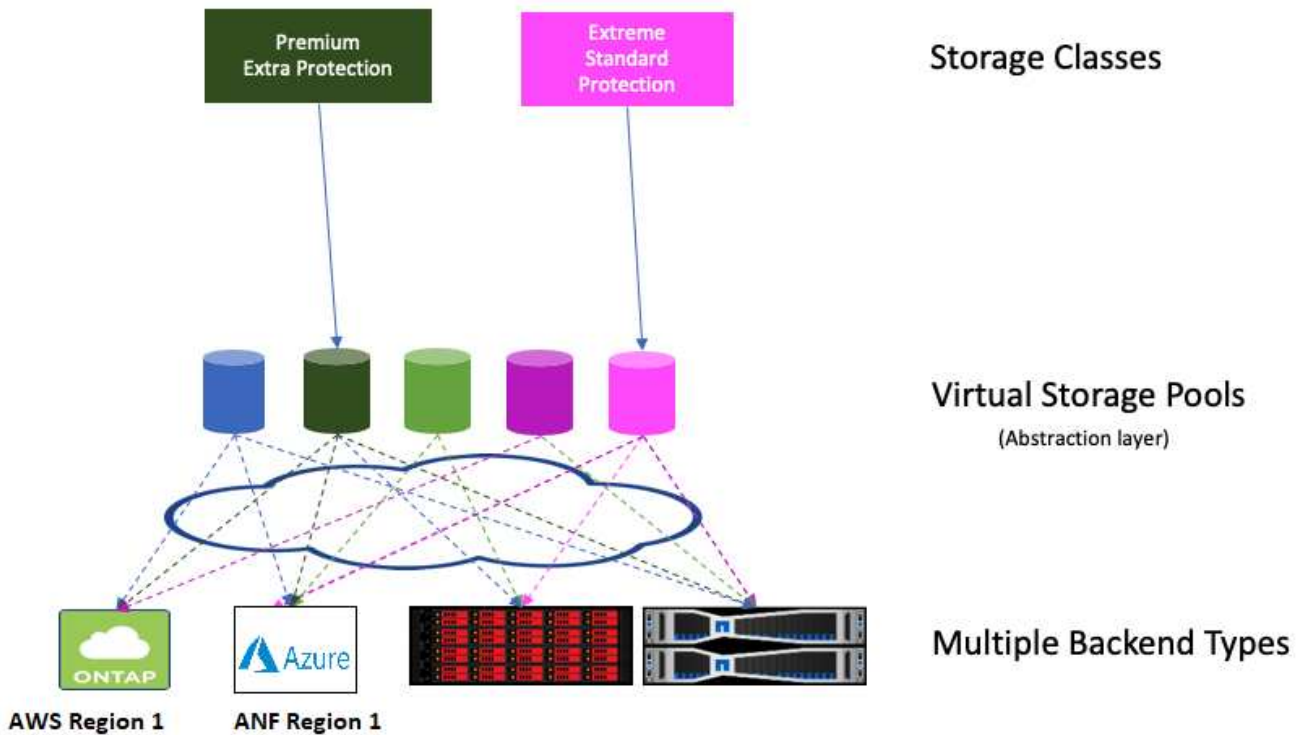 Premium
Extra Protection
Extreme
Standard
Protection
Storage Classes
Virtual Storage Pools
(Abstraction layer)
ONTAP
Azure
Multiple Backend Types
AWS Region 1
ANF Region 1